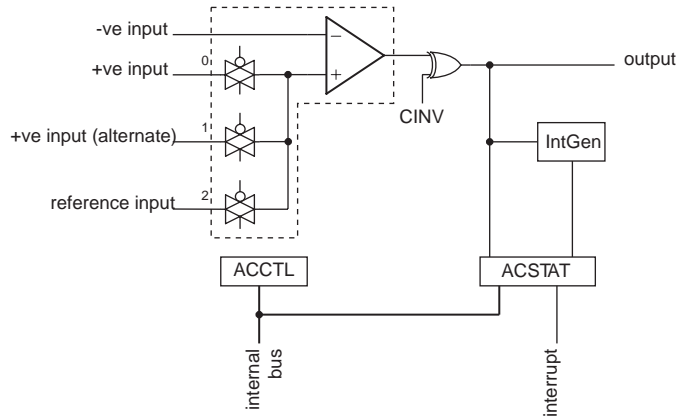 -ve input
+ve input
0
+ve input (alternate)
1
reference input
2
−
+
CINV
output
IntGen
ACCTL
ACSTAT
internal
bus
interrupt